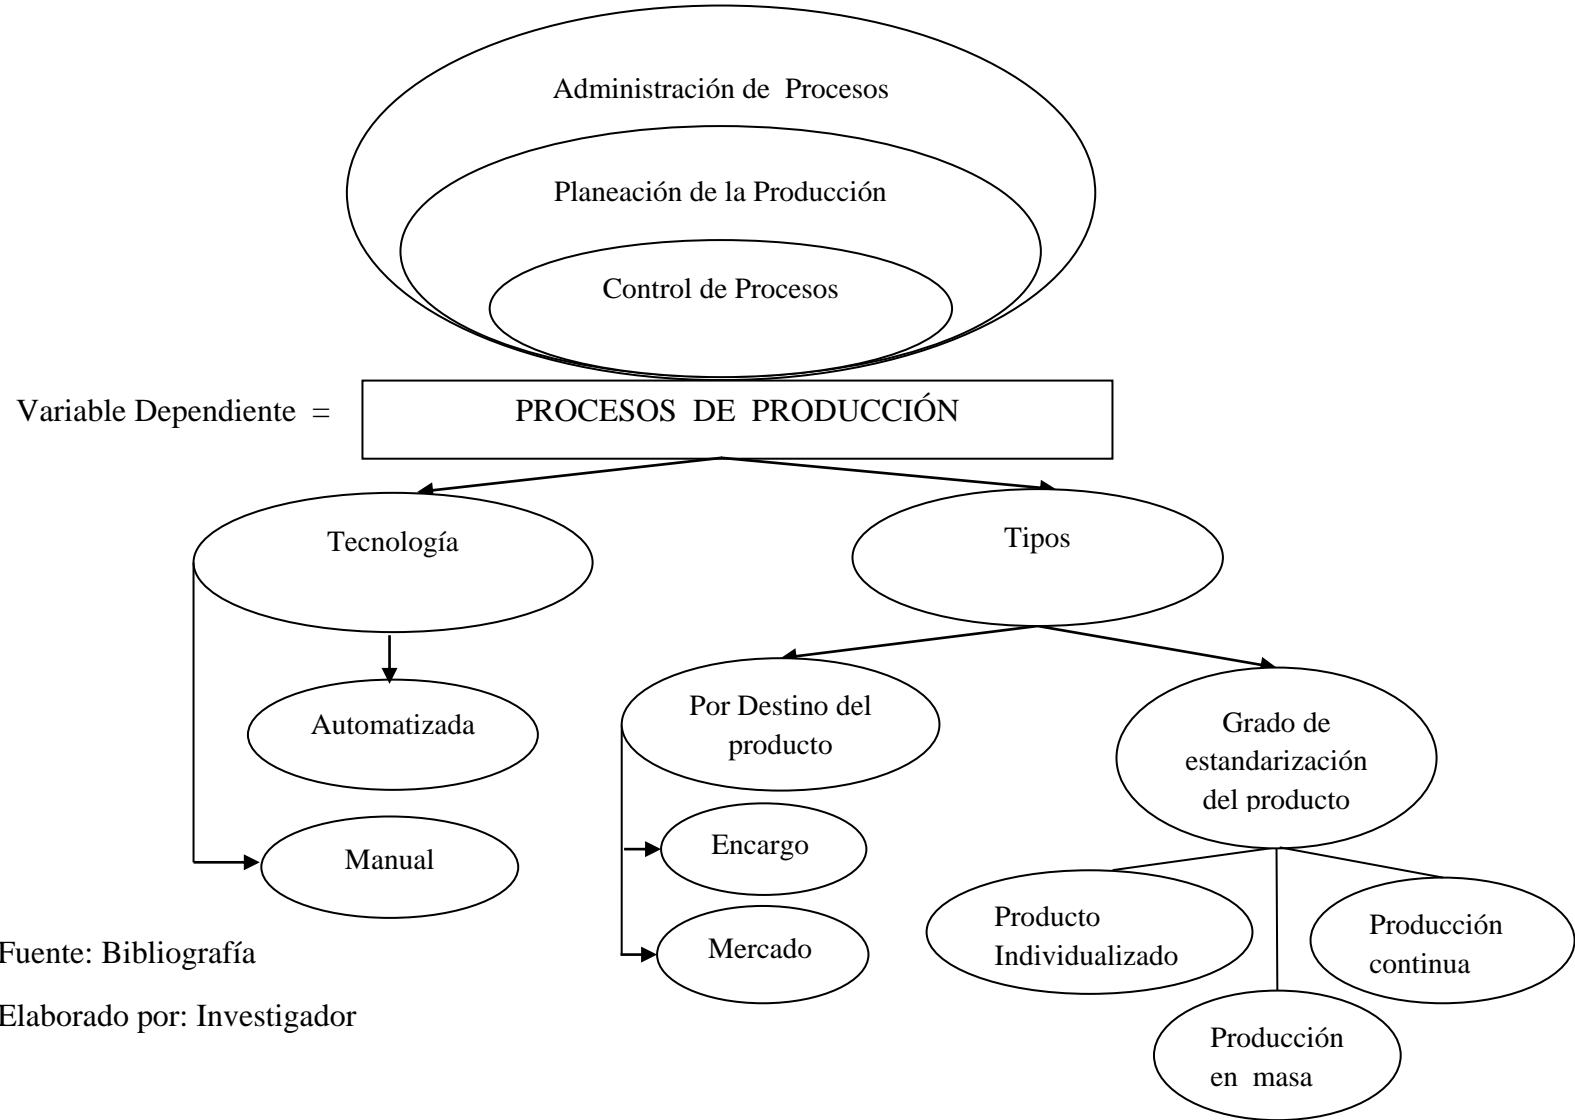 Administración de Procesos
Planeación de la Producción
Control de Procesos
Variable Dependiente =
PROCESOS DE PRODUCCIÓN
Tecnología
Tipos
Automatizada
Manual
Por Destino del
producto
Encargo
Mercado
Grado de
estandarización
del producto
Producto
Individualizado
Producción
en masa
Producción
continua
Fuente: Bibliografía
Elaborado por: Investigador